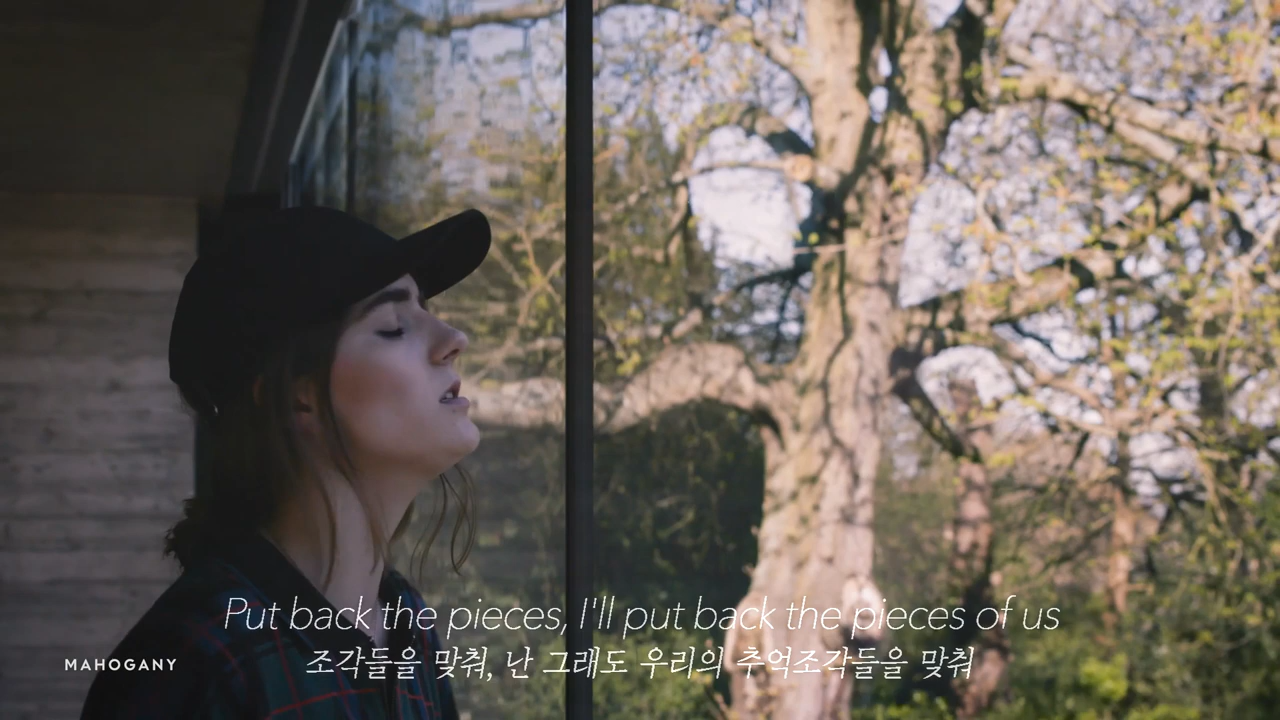 Put back the pieces, I'll put back the pieces of us
조각들을 맞춰, 난 그래도 우리의 추억조각들을 맞춰
MAHOGANY